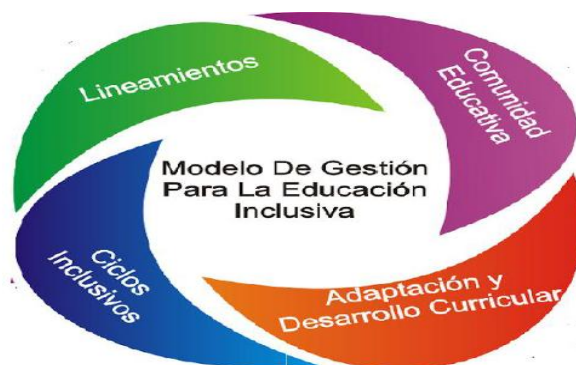 Lineamientos
Comunidad
Educativa
Modelo De Gestión
Para La Educación
Inclusiva
Ciclos
Inclusivos
Adaptación y
Desarrollo Curricular